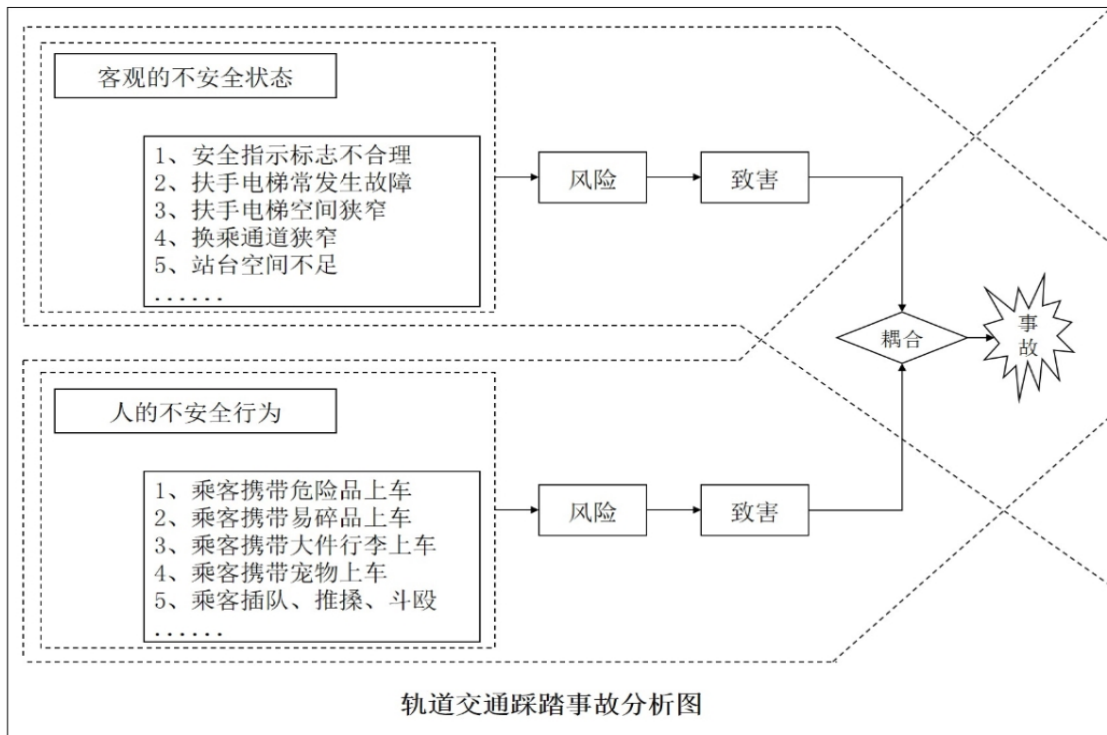 客观的不安全状态
1、安全指示标志不合理
2、扶手电梯常发生故障
3、扶手电梯空间狭窄
4、换乘通道狭窄
5、站台空间不足
......
风险
致害
耦合
事
故
人的不安全行为
1、乘客携带危险品上车
2、乘客携带易碎品上车
3、乘客携带大件行李上车
4、乘客携带宠物上车
5、乘客插队、推搡、斗殴
......
风险
致害
轨道交通踩踏事故分析图